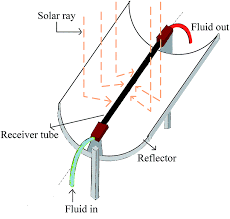 Solar ray
Fluid out
Receiver tube
Reflector
Fluid in